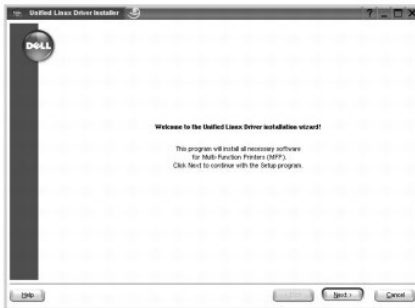 Unified Linux Driver Installer
DELL
Welcome to the Unified Linux Driver installation wizard!
This program will install all necessary software
for Multi-Function Printers (MFP).
Click Next to continue with the Setup program.
Help
Next >
Cancel